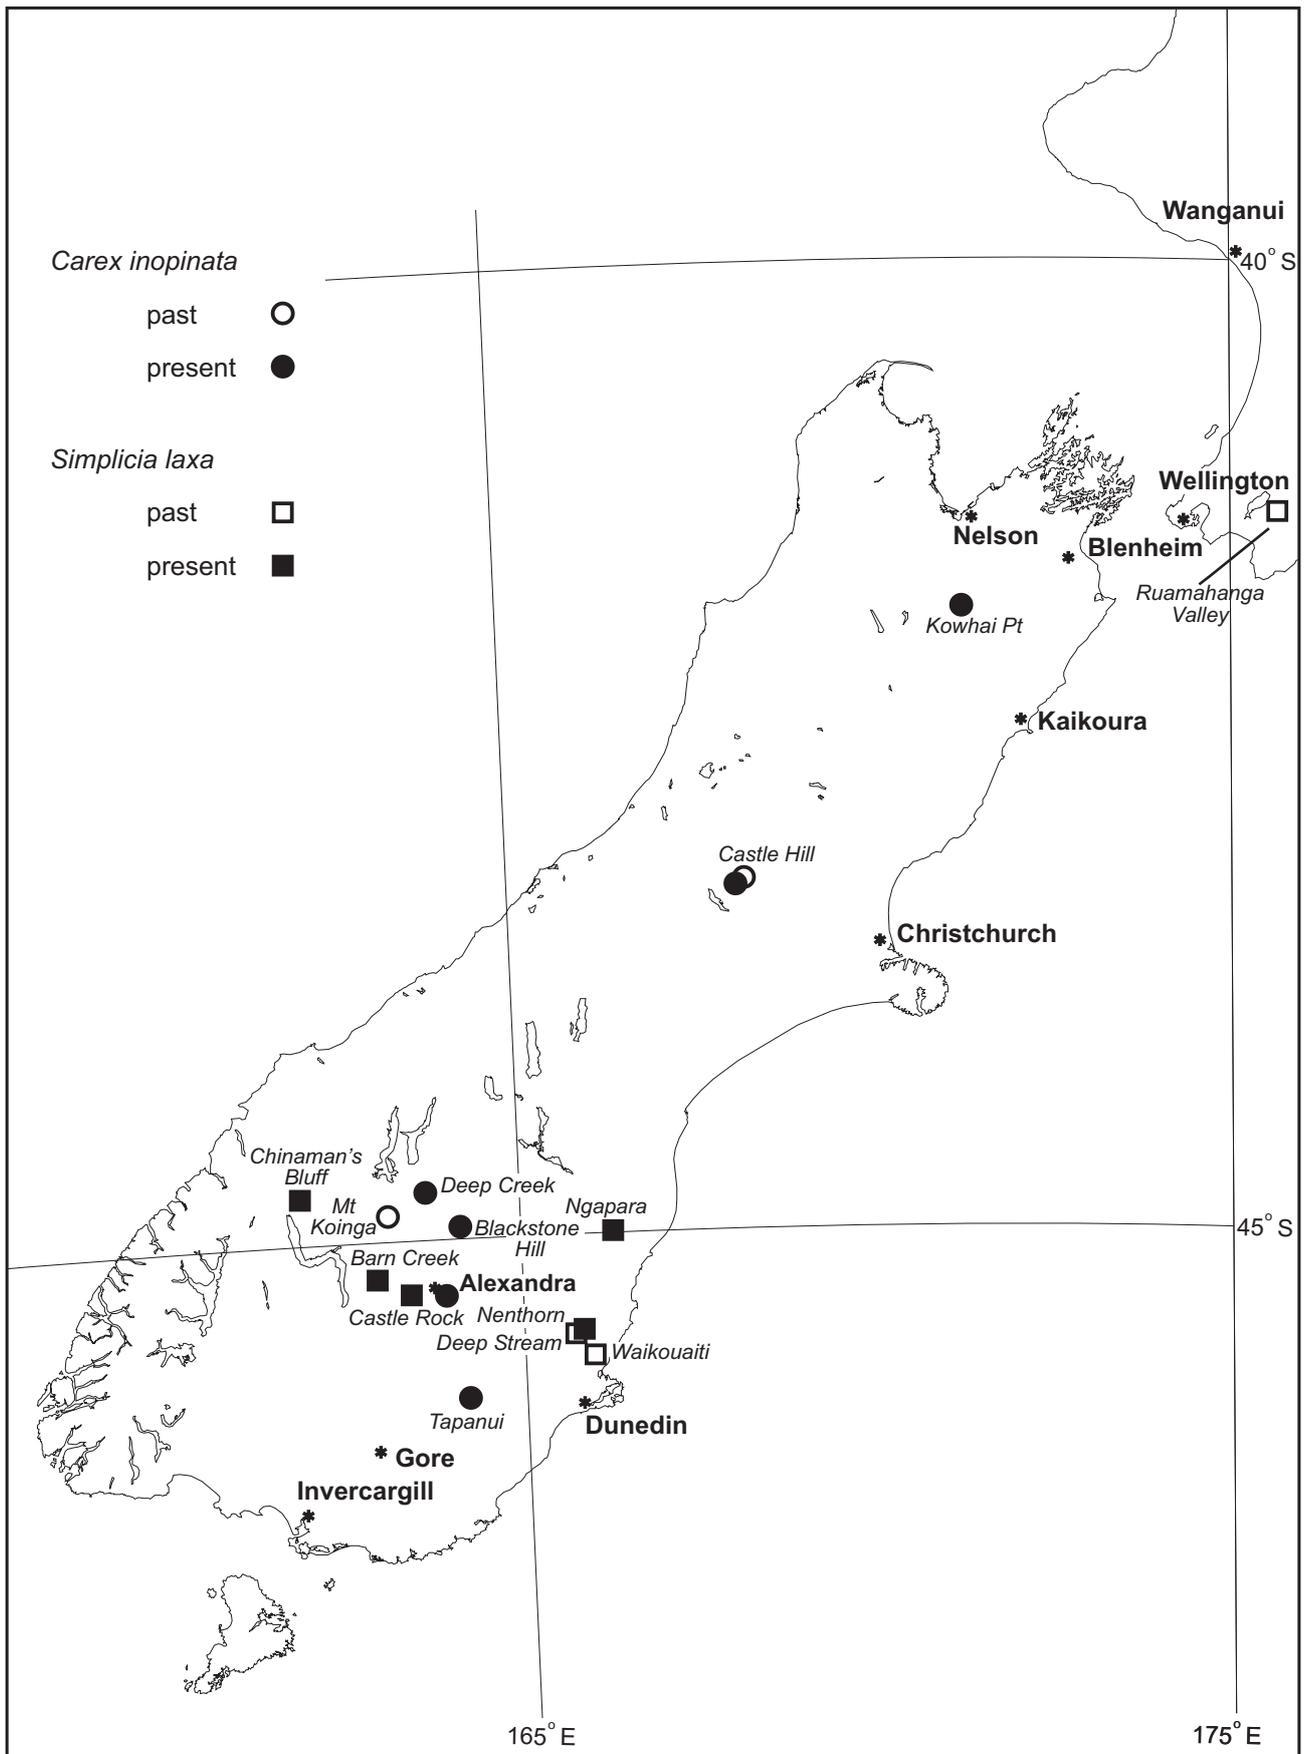 Wanganui
40° S
Carex inopinata
past
present
Simplicia laxa
past
present
Wellington
Nelson
Blenheim
Ruamahanga
Valley
Kowhai Pt
Kaikoura
Castle Hill
Christchurch
Chinaman's
Bluff
Mt
Koinga
Deep Creek
Ngapara
Blackstone
Hill
45° S
Barn Creek
Alexandra
Castle Rock
Nenthorn
Deep Stream
Waikouaiti
Tapanui
Dunedin
Gore
Invercargill
165° E
175° E